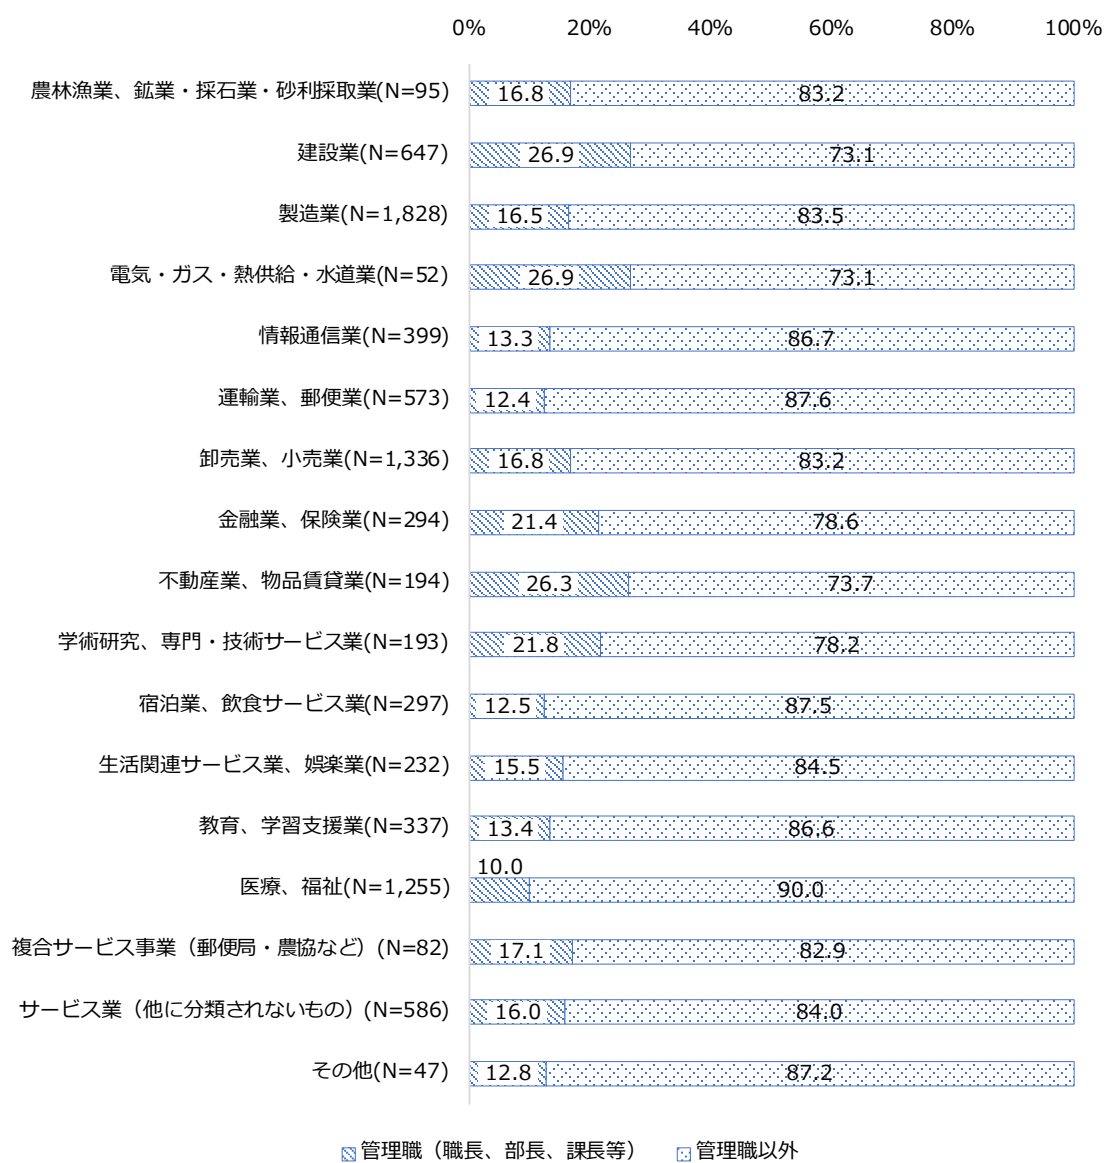 0% 20% 40% 60% 80% 100%
農林漁業、鉱業・採石業・砂利採取業(N=95) 16.8 83.2
建設業(N=647) 26.9 73.1
製造業(N=1,828) 16.5 83.5
電気・ガス・熱供給・水道業(N=52) 26.9 73.1
情報通信業(N=399) 13.3 86.7
運輸業、郵便業(N=573) 12.4 87.6
卸売業、小売業(N=1,336) 16.8 83.2
金融業、保険業(N=294) 21.4 78.6
不動産業、物品賃貸業(N=194) 26.3 73.7
学術研究、専門・技術サービス業(N=193) 21.8 78.2
宿泊業、飲食サービス業(N=297) 12.5 87.5
生活関連サービス業、娯楽業(N=232) 15.5 84.5
教育、学習支援業(N=337) 13.4 86.6
医療、福祉(N=1,255) 10.0 90.0
複合サービス事業（郵便局・農協など）(N=82) 17.1 82.9
サービス業（他に分類されないもの）(N=586) 16.0 84.0
その他(N=47) 12.8 87.2
管理職（職長、部長、課長等） 管理職以外